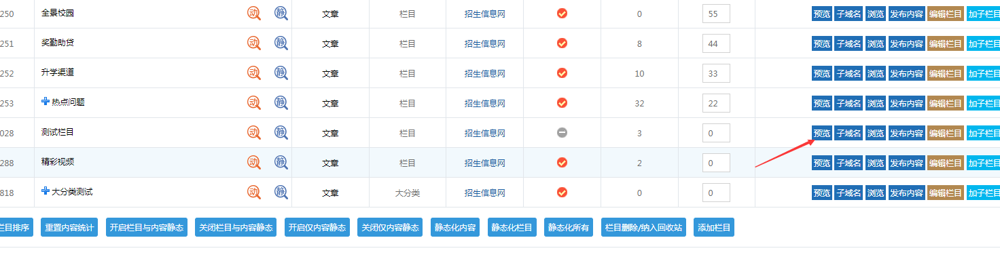 250 全景校园 动 静 文章 栏目 招生信息网 0 55 预览 子域名 浏览 发布内容 编辑栏目 加子栏目
251 奖勤助贷 动 静 文章 栏目 招生信息网 8 44 预览 子域名 浏览 发布内容 编辑栏目 加子栏目
252 升学渠道 动 静 文章 栏目 招生信息网 10 33 预览 子域名 浏览 发布内容 编辑栏目 加子栏目
253 热点问题 动 静 文章 栏目 招生信息网 32 22 预览 子域名 浏览 发布内容 编辑栏目 加子栏目
028 测试栏目 动 静 文章 栏目 招生信息网 3 0 预览 子域名 浏览 发布内容 编辑栏目 加子栏目
288 精彩视频 动 静 文章 栏目 招生信息网 2 0 预览 子域名 浏览 发布内容 编辑栏目 加子栏目
818 大分类测试 动 静 文章 大分类 招生信息网 0 0 预览 子域名 浏览 发布内容 编辑栏目 加子栏目
栏目排序 重置内容统计 开启栏目与内容静态 关闭栏目与内容静态 开启仅内容静态 关闭仅内容静态 静态化内容 静态化栏目 静态化所有 栏目删除/纳入回收站 添加栏目